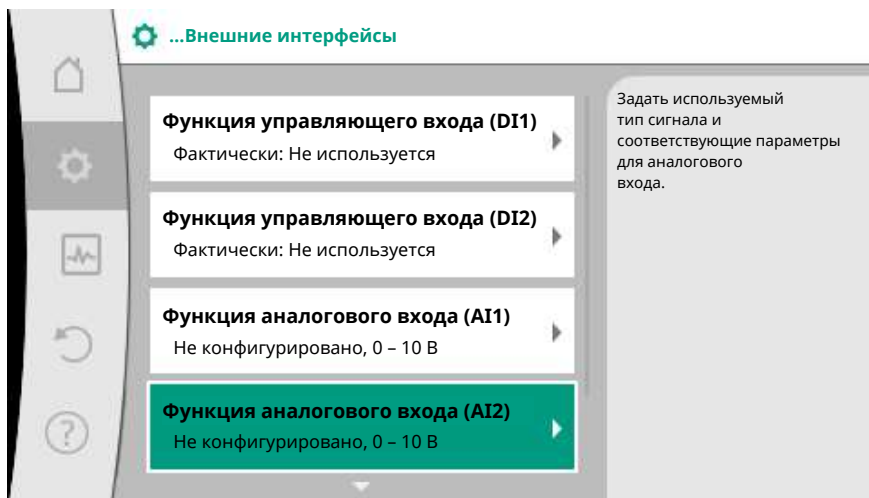 ...Внешние интерфейсы
Функция управляющего входа (DI1)
Фактически: Не используется
Функция управляющего входа (DI2)
Фактически: Не используется
Функция аналогового входа (AI1)
Не конфигурировано, 0 – 10 В
Функция аналогового входа (AI2)
Не конфигурировано, 0 – 10 В
Задать используемый
тип сигнала и
соответствующие параметры
для аналогового
входа.